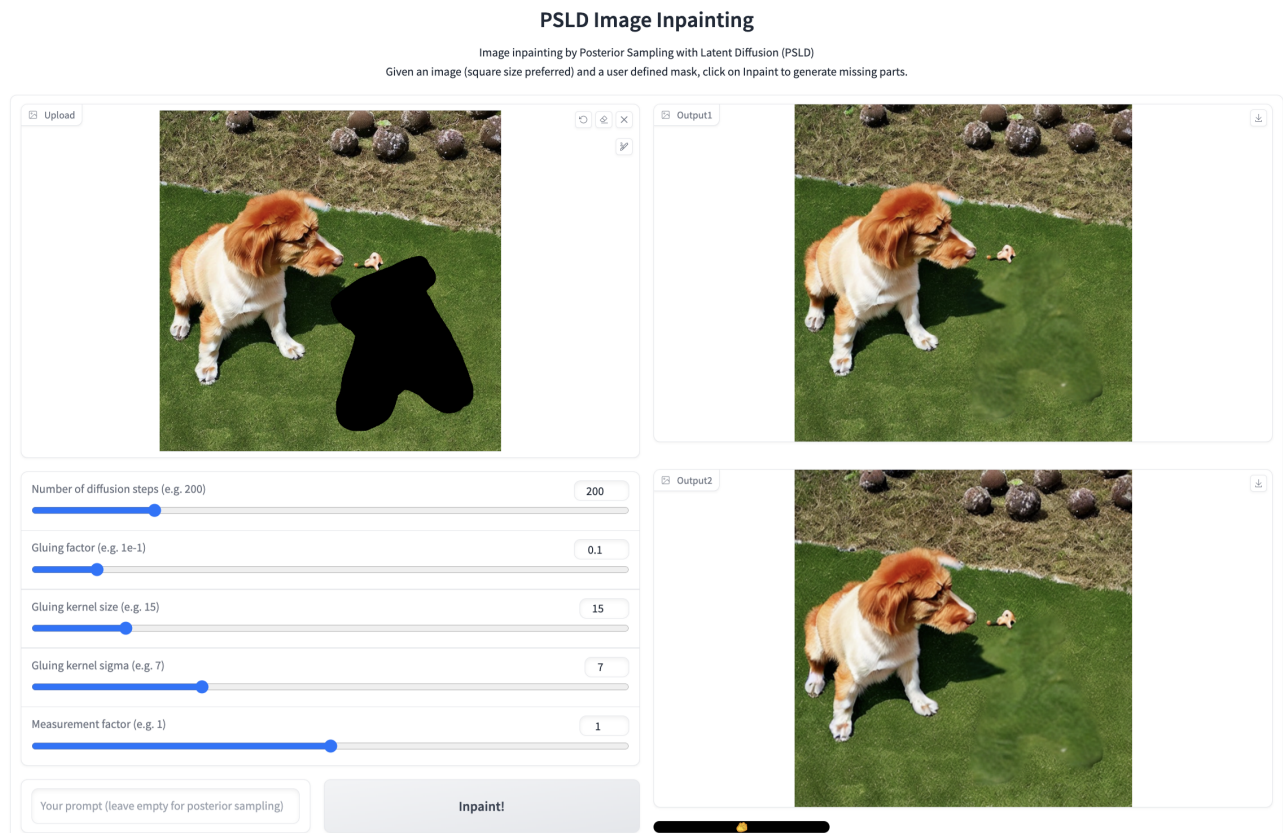 PSLD Image Inpainting
Image inpainting by Posterior Sampling with Latent Diffusion (PSLD)
Given an image (square size preferred) and a user defined mask, click on Inpaint to generate missing parts.
Upload
Number of diffusion steps (e.g. 200)
200
Gluing factor (e.g. 1e-1)
0.1
Gluing kernel size (e.g. 15)
15
Gluing kernel sigma (e.g. 7)
7
Measurement factor (e.g. 1)
1
Your prompt (leave empty for posterior sampling)
Inpaint!
Output1
Output2